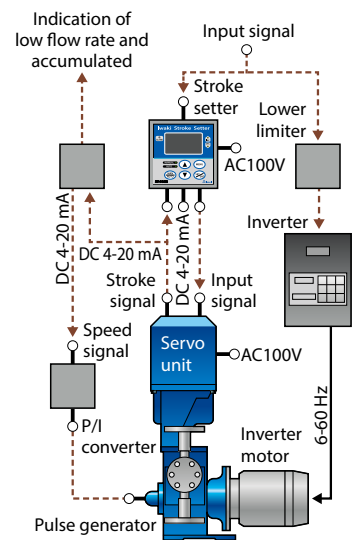 Indication of
low flow rate and
accumulated
Input signal
Stroke
setter
Lower
limiter
Iwaki Stroke Setter
AC100V
Inverter
DC 4-20 mA
DC 4-20 mA
DC 4-20 mA
Stroke
signal
Input
signal
Speed
signal
Servo
unit
AC100V
6-60 Hz
P/I
converter
Inverter
motor
Pulse generator